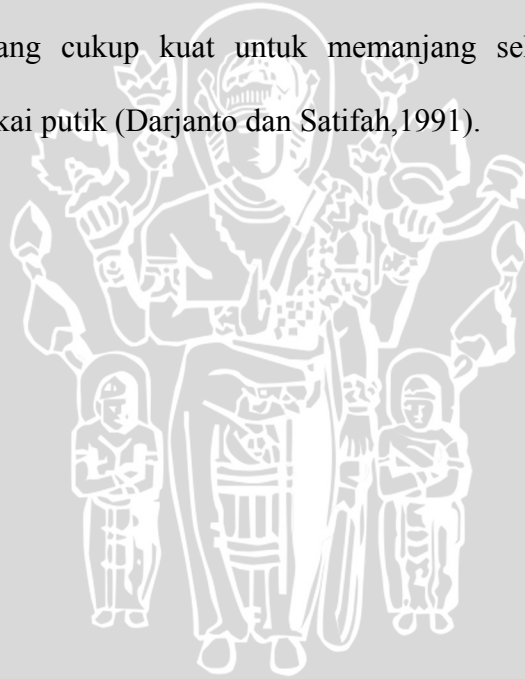 ang cukup kuat untuk memanjang sel
kai putik (Darjanto dan Satifah,1991).